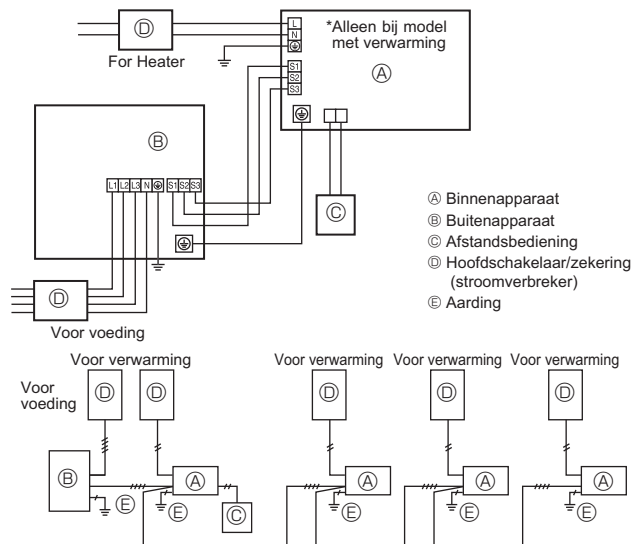 Ⓓ
For Heater
L
N
*Alleen bij model
met verwarming
Ⓐ
S1
S2
S3
Ⓑ
L1 L2 L3 N S1 S2 S3
Ⓒ
Ⓓ
Voor voeding
Ⓐ Binnenapparaat
Ⓑ Buitenapparaat
Ⓒ Afstandsbediening
Ⓓ Hoofdschakelaar/zekering
(stroomverbreker)
Ⓔ Aarding
Voor verwarming Voor verwarming Voor verwarming Voor verwarming
Voor
voeding
Ⓓ Ⓓ Ⓓ Ⓓ Ⓓ
Ⓑ Ⓐ Ⓐ Ⓐ Ⓐ
Ⓔ Ⓔ Ⓒ Ⓔ Ⓔ Ⓔ